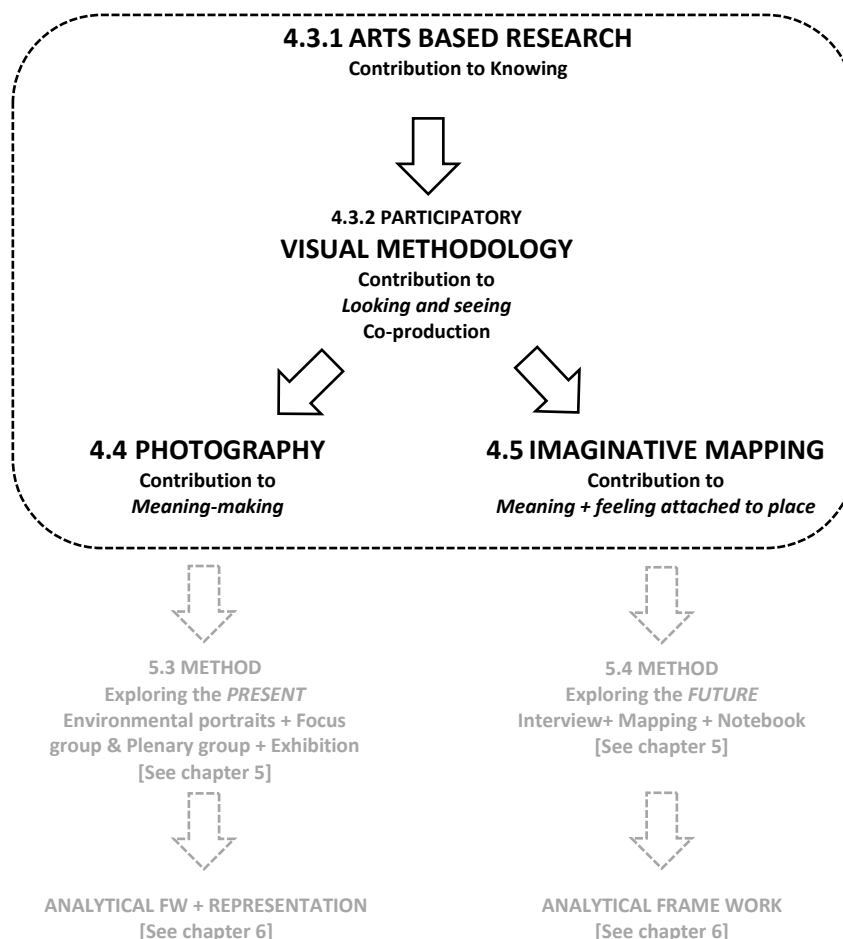 4.3.1 ARTS BASED RESEARCH
Contribution to Knowing
4.3.2 PARTICIPATORY
VISUAL METHODOLOGY
Contribution to
Looking and seeing
Co-production
4.4 PHOTOGRAPHY
Contribution to
Meaning-making
4.5 IMAGINATIVE MAPPING
Contribution to
Meaning + feeling attached to place
5.3 METHOD
Exploring the PRESENT
Environmental portraits + Focus
group & Plenary group + Exhibition
[See chapter 5]
5.4 METHOD
Exploring the FUTURE
Interview+ Mapping + Notebook
[See chapter 5]
ANALYTICAL FW + REPRESENTATION
[See chapter 6]
ANALYTICAL FRAME WORK
[See chapter 6]